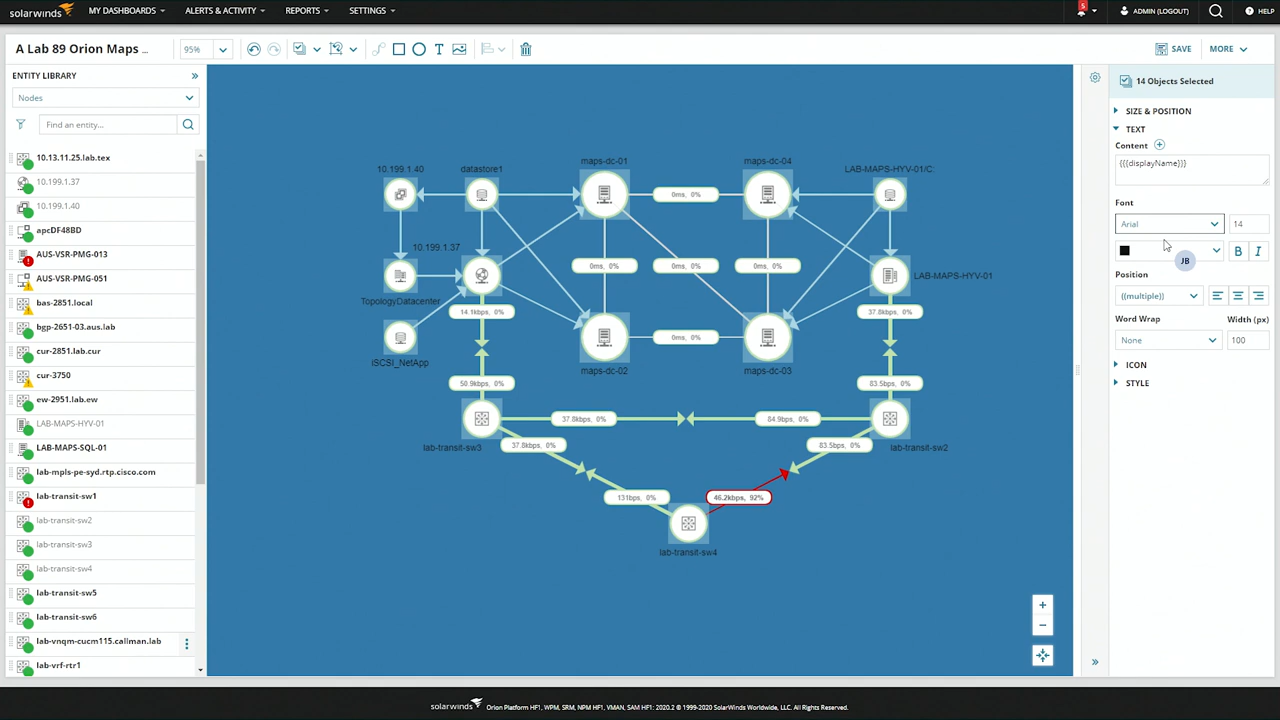 solarwinds
MY DASHBOARDS
ALERTS & ACTIVITY
REPORTS
SETTINGS
5
ADMIN (LOGOUT)
HELP
A Lab 89 Orion Maps ...
95%
T
SAVE
MORE
ENTITY LIBRARY
»
Nodes
Find an entity...
10.13.11.25.lab.tex
10.199.1.37
10.199.1.40
apcDF48BD
AUS-VSR-PMG-013
AUS-VSR-PMG-051
bas-2851.local
bgp-2651-03.aus.lab
cur-2851.lab.cur
cur-3750
ew-2951.lab.ew
LAB-MAPS-HYV-01
LAB-MAPS-SQL-01
lab-mpls-pe-syd.rtp.cisco.com
lab-transit-sw1
lab-transit-sw2
lab-transit-sw3
lab-transit-sw4
lab-transit-sw5
lab-transit-sw6
lab-vnqm-cucm115.callman.lab
lab-vrf-rtr1
10.199.1.40
datastore1
maps-dc-01
maps-dc-04
LAB-MAPS-HYV-01/C:
0ms, 0%
10.199.1.37
0ms, 0%
0ms, 0%
0ms, 0%
LAB-MAPS-HYV-01
TopologyDatacenter
14.1kbps, 0%
37.8kbps, 0%
0ms, 0%
iSCSI_NetApp
maps-dc-02
maps-dc-03
50.9kbps, 0%
83.5kbps, 0%
37.8kbps, 0%
84.9kbps, 0%
lab-transit-sw3
37.8kbps, 0%
83.5bps, 0%
lab-transit-sw2
131bps, 0%
46.2kbps, 92%
lab-transit-sw4
+
−
»
14 Objects Selected
SIZE & POSITION
TEXT
Content
{{{displayName}}}
Font
Arial
14
JB
B
I
Position
((multiple))
Word Wrap
Width (px)
None
100
ICON
STYLE
solarwinds
Orion Platform HF1, WPM, SRM, NPM HF1, VMAN, SAM HF1: 2020.2 © 1999-2020 SolarWinds Worldwide, LLC. All Rights Reserved.